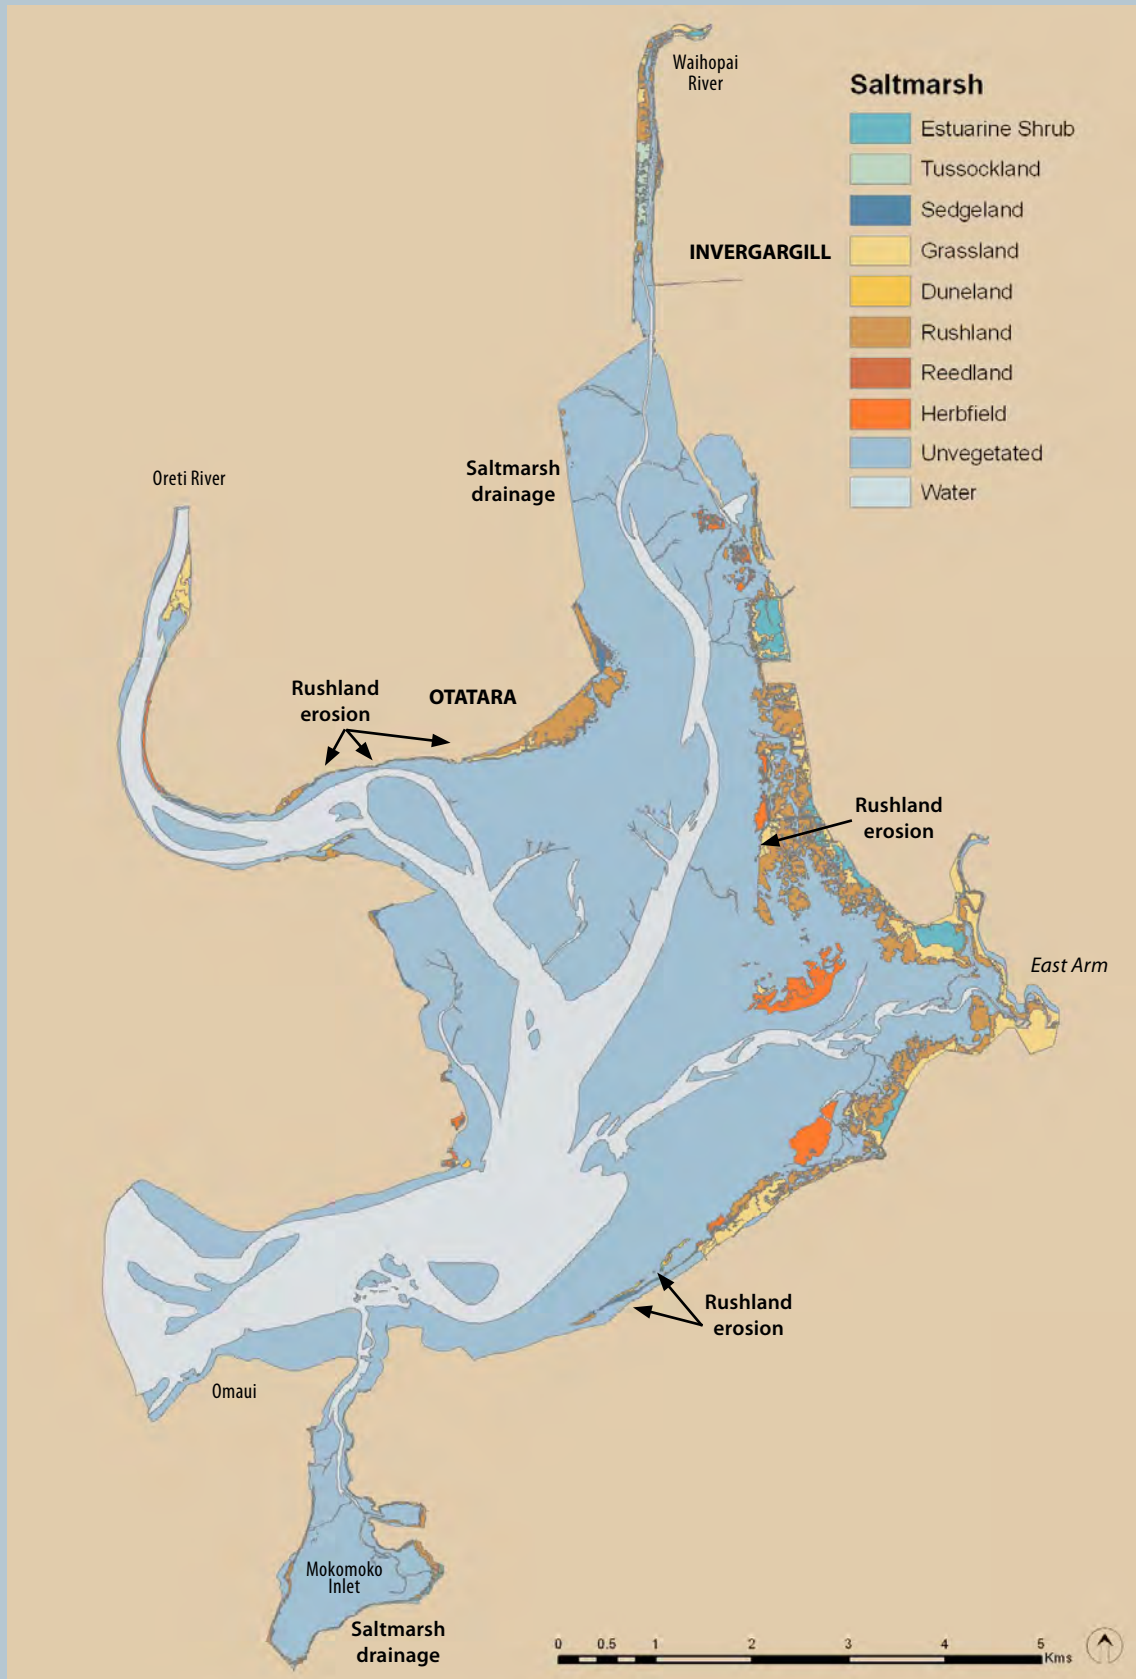 Waihopai
River
Saltmarsh
Estuarine Shrub
Tussockland
Sedgeland
Grassland
Duneland
Rushland
Reedland
Herbfield
Unvegetated
Water
INVERGARGILL
Saltmarsh
drainage
Oreti River
Rushland
erosion
OTATARA
Rushland
erosion
East Arm
Rushland
erosion
Omaui
Mokomoko
Inlet
Saltmarsh
drainage
0 0.5 1 2 3 4 5
Kms